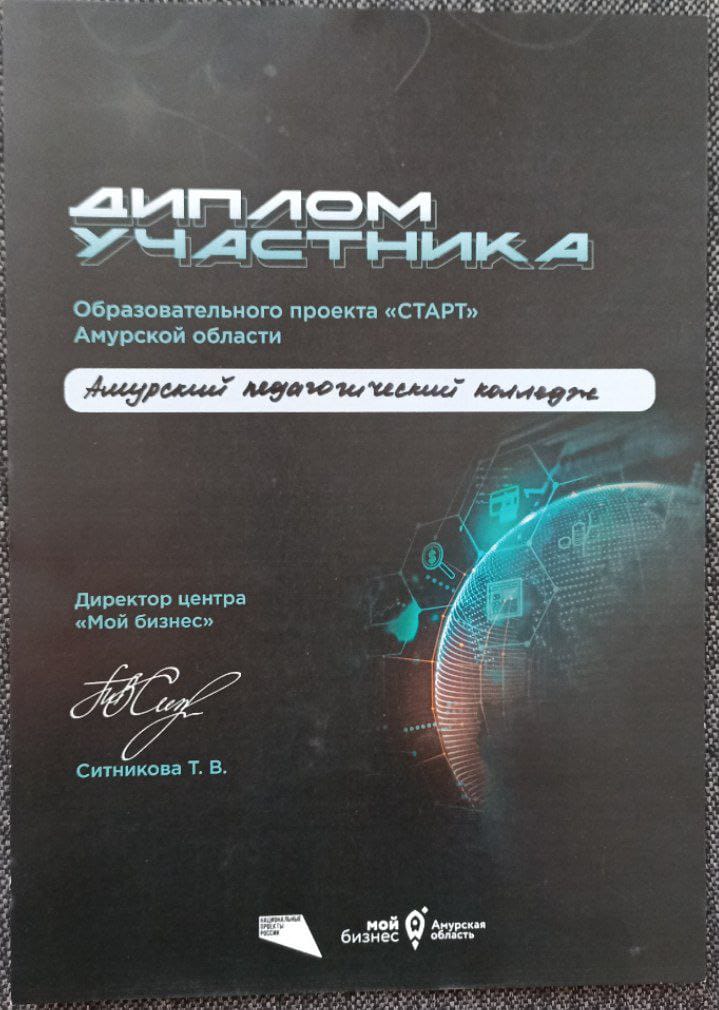 ДИПЛОМ
УЧАСТНИКА
Образовательного проекта «СТАРТ»
Амурской области
Амурский педагогический колледж
Директор центра
«Мой бизнес»
Ситникова Т. В.
НАЦИОНАЛЬНЫЕ
ПРОЕКТЫ
РОССИИ
мой
бизнес
Амурская
область